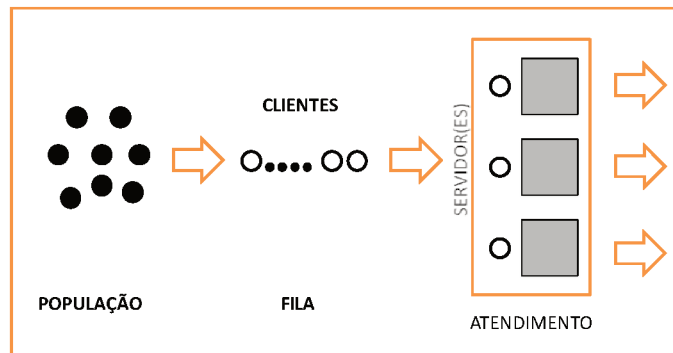 CLIENTES
SERVIDOR(ES)
POPULAÇÃO
FILA
ATENDIMENTO